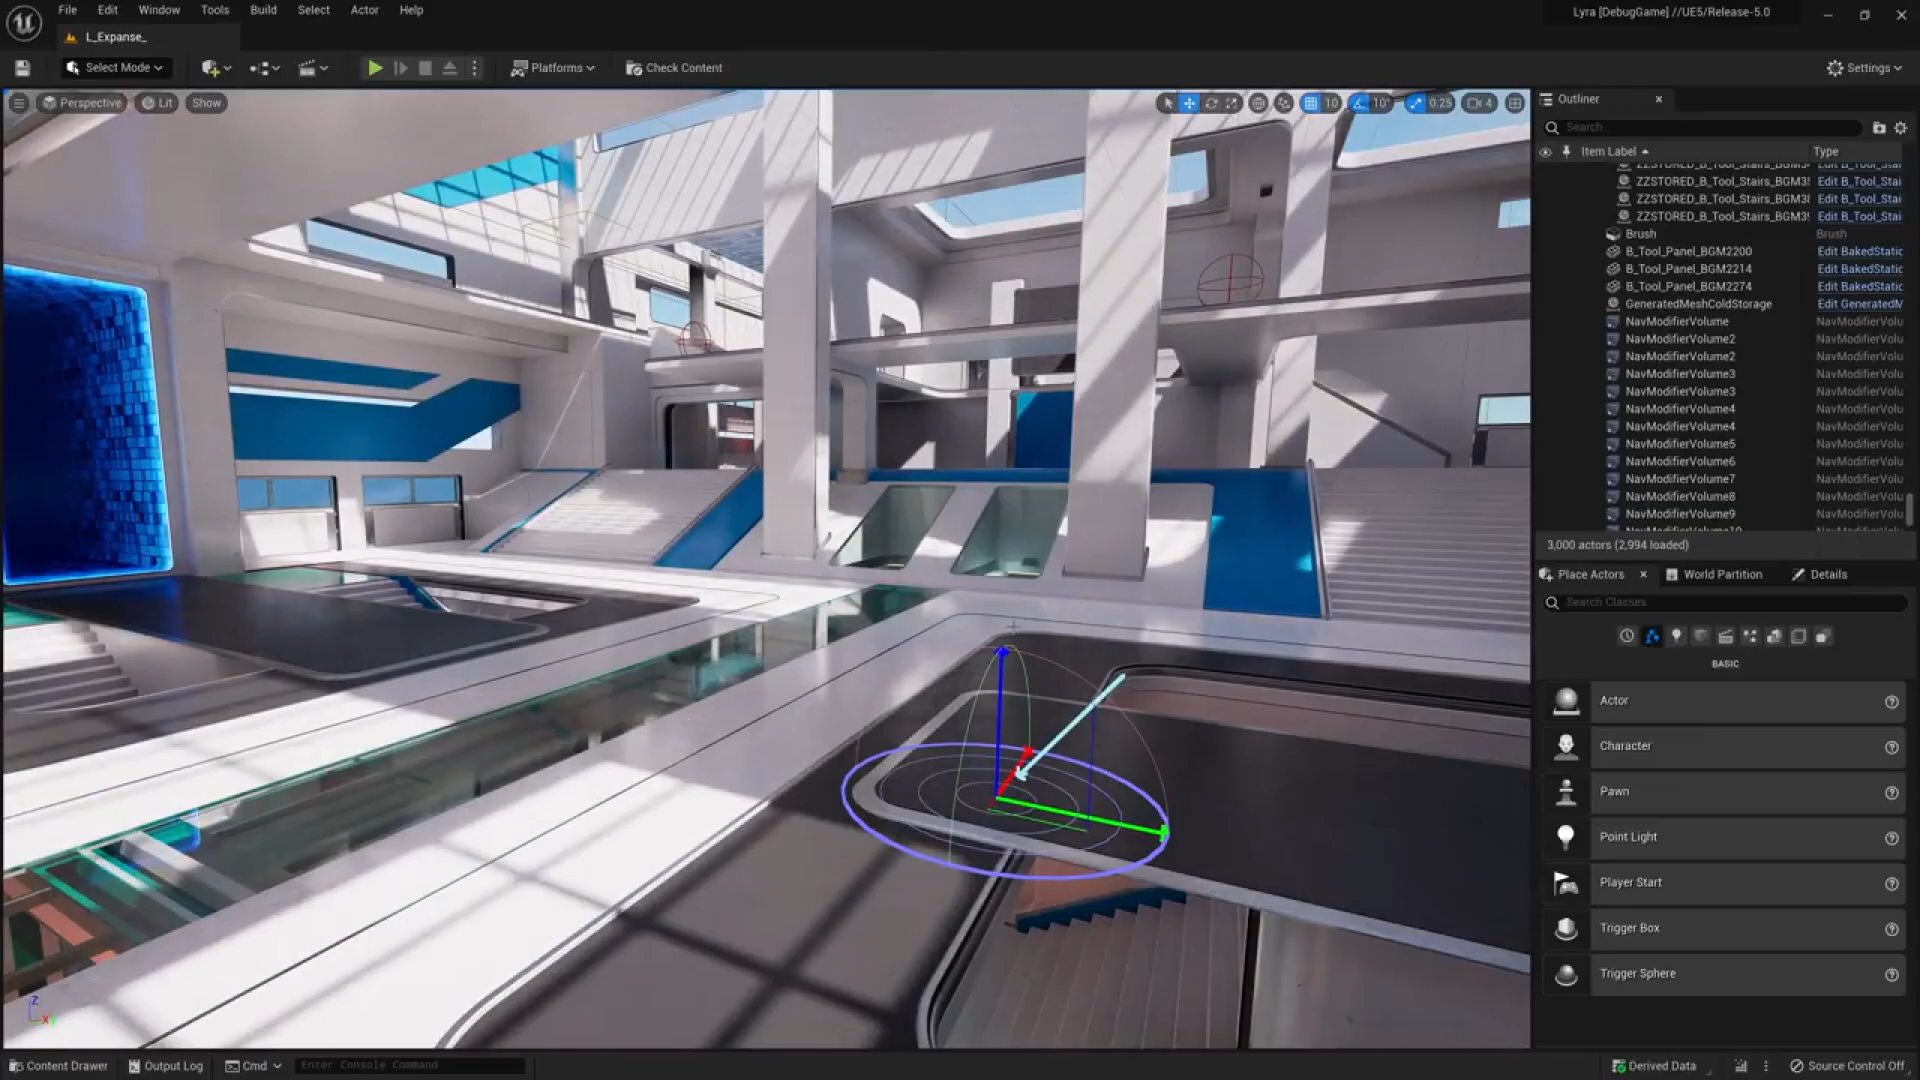 File Edit Window Tools Build Select Actor Help
Lyra [DebugGame] //UE5/Release-5.0
L_Expanse_
Select Mode
Platforms
Check Content
Settings
Perspective Lit Show
10 10° 0.25 4
Outliner
Search
Item Label Type
ZZSTORED_B_Tool_Stairs_BGM35 Edit B_Tool_Stai
ZZSTORED_B_Tool_Stairs_BGM38 Edit B_Tool_Stai
ZZSTORED_B_Tool_Stairs_BGM39 Edit B_Tool_Stai
Brush Brush
B_Tool_Panel_BGM2200 Edit BakedStatic
B_Tool_Panel_BGM2214 Edit BakedStatic
B_Tool_Panel_BGM2274 Edit BakedStatic
GeneratedMeshColdStorage Edit GeneratedM
NavModifierVolume NavModifierVolu
NavModifierVolume2 NavModifierVolu
NavModifierVolume2 NavModifierVolu
NavModifierVolume3 NavModifierVolu
NavModifierVolume3 NavModifierVolu
NavModifierVolume4 NavModifierVolu
NavModifierVolume4 NavModifierVolu
NavModifierVolume5 NavModifierVolu
NavModifierVolume6 NavModifierVolu
NavModifierVolume7 NavModifierVolu
NavModifierVolume8 NavModifierVolu
NavModifierVolume9 NavModifierVolu
3,000 actors (2,994 loaded)
Place Actors World Partition Details
Search Classes
BASIC
Actor
Character
Pawn
Point Light
Player Start
Trigger Box
Trigger Sphere
Z
X
Content Drawer Output Log Cmd Enter Console Command Derived Data Source Control Off